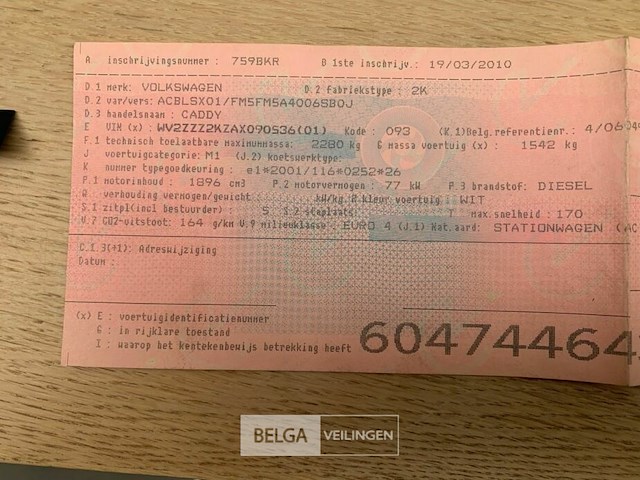 A inschrijvingsnummer : 759BKR B 1ste inschrijv.: 19/03/2010
D.1 merk: VOLKSWAGEN D.2 fabriekstype : 2K
D.2 var/vers: ACBLSX01/FM5FM5A4006SB0J
D.3 handelsnaam : CADDY
E VIN (x) : WV2ZZZ2KZAX090536(01) Kode : 093 (K.1)Belg.referentienr. : 4/06
F.1 technisch toelaatbare maximummassa: 2280 kg G massa voertuig (x) : 1542 kg
J voertuigcategorie: M1 (J.2) koetswerktype:
K nummer typegoedkeuring : e1*2001/116*0252*26
P.1 motorinhoud : 1896 cm3 P.2 motorvermogen : 77 kW P.3 brandstof: DIESEL
Q verhouding vermogen/gewicht kW/kg. R kleur voertuig : WIT
S.1 zitpl(incl bestuurder) 5 S.2 staplaats T max.snelheid : 170
V.7 CO2-uitstoot: 164 g/km V.9 milieuklasse EURO 4 (J.1) Nat.aard: STATIONWAGEN (AC
C.1.3(+1): Adreswijziging
Datum :
(x) E : voertuigidentificatienummer
G : in rijklare toestand
I : waarop het kentekenbewijs betrekking heeft
60474464
BELGA VEILINGEN